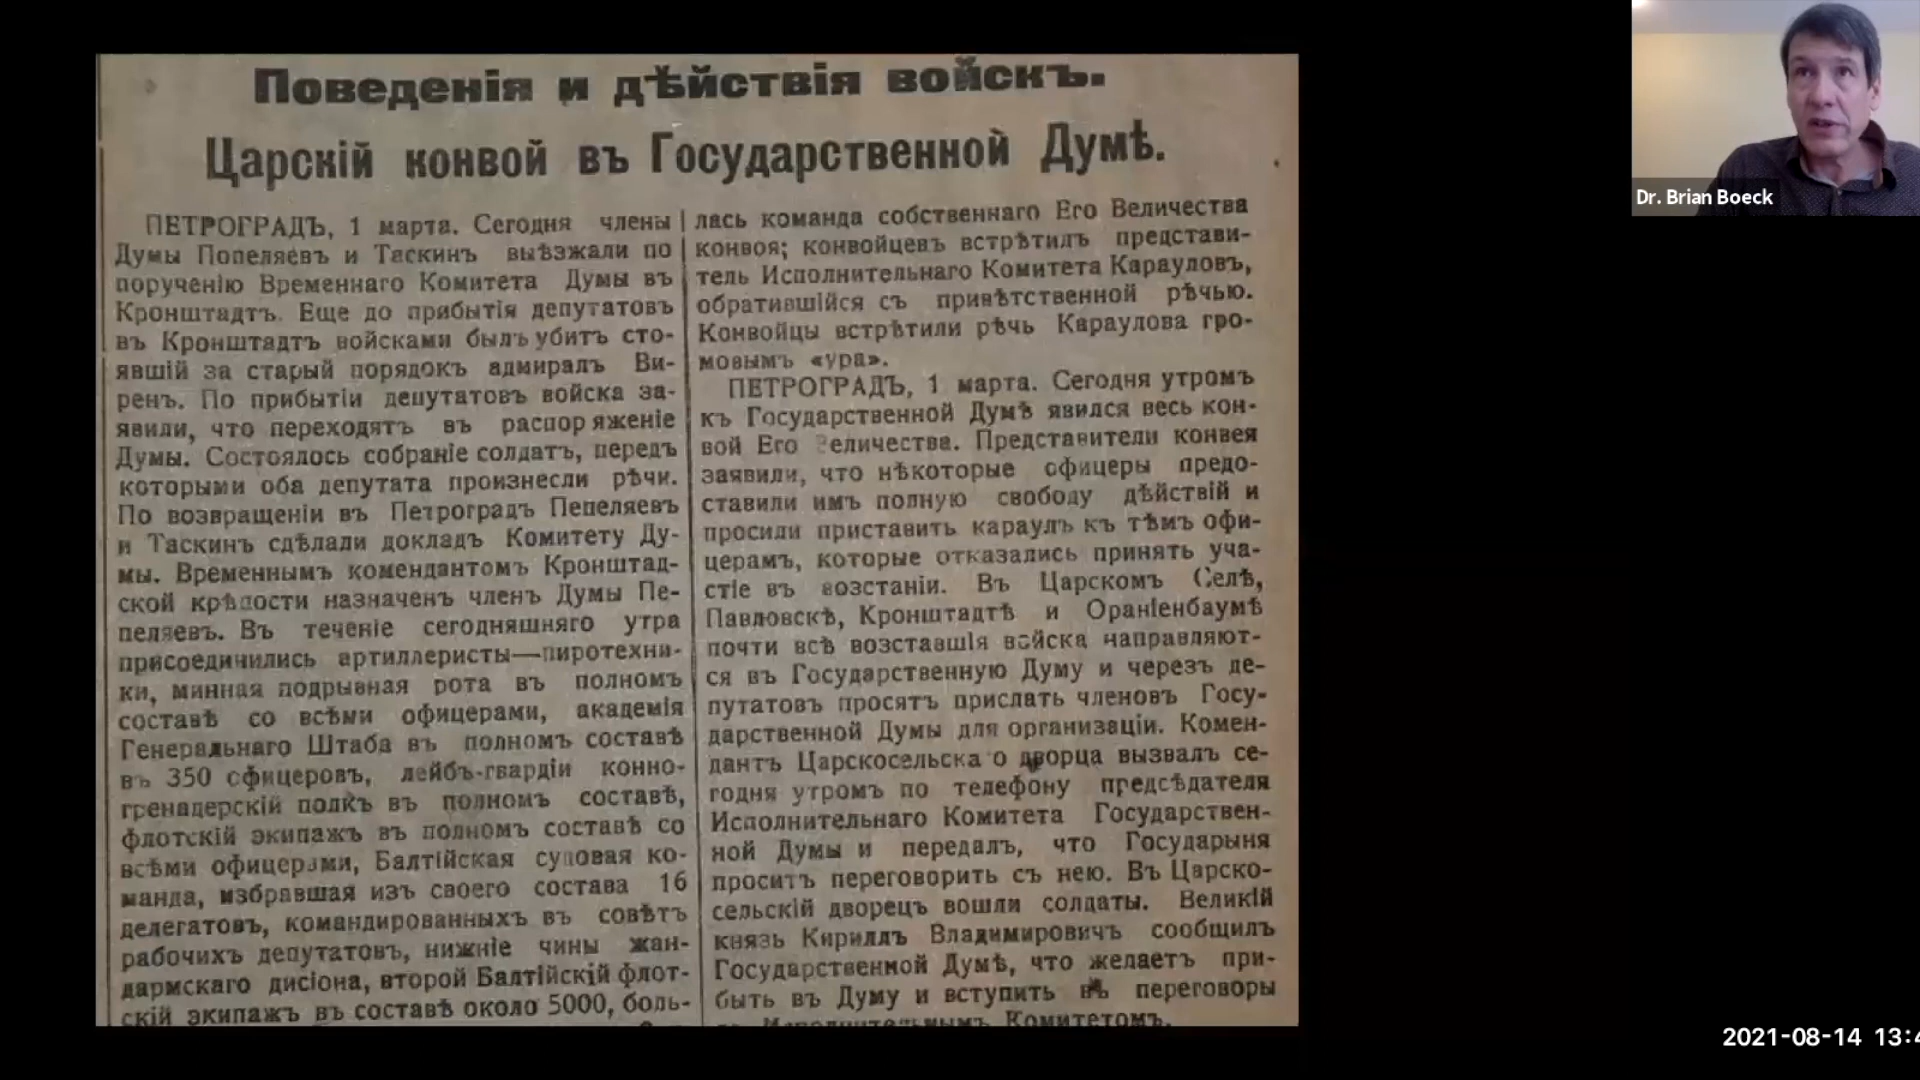 Поведенія и дѣйствія войскъ.
Царскій конвой въ Государственной Думѣ.
ПЕТРОГРАДЪ, 1 марта. Сегодня члены
Думы Попеляевъ и Таскинъ выѣзжали по
порученію Временнаго Комитета Думы въ
Кронштадтъ. Еще до прибытія депутатовъ
въ Кронштадтъ войсками былъ убитъ сто-
явшій за старый порядокъ адмиралъ Ви-
ренъ. По прибытіи депутатовъ войска за-
явили, что переходятъ въ распоряженіе
Думы. Состоялось собраніе солдатъ, передъ
которыми оба депутата произнесли рѣчи.
По возвращеніи въ Петроградъ Пепеляевъ
и Таскинъ сдѣлали докладъ Комитету Ду-
мы. Временнымъ комендантомъ Кронштад-
ской крѣпости назначенъ членъ Думы Пе-
пеляевъ. Въ теченіе сегодняшняго утра
присоединились артиллеристы—пиротехни-
ки, минная подрывная рота въ полномъ
составѣ со всѣми офицерами, академія
Генеральнаго Штаба въ полномъ составѣ
въ 350 офицеровъ, лейбъ-гвардіи конно-
гренадерскій полкъ въ полномъ составѣ,
флотскій экипажъ въ полномъ составѣ со
всѣми офицерами, Балтійская судовая ко-
манда, избравшая изъ своего состава 16
делегатовъ, командированныхъ въ совѣтъ
рабочихъ депутатовъ, нижніе чины жан-
дармскаго дисіона, второй Балтійскій флот-
скій экипажъ въ составѣ около 5000, боль-
лась команда собственнаго Его Величества
конвоя; конвойцевъ встрѣтилъ представи-
тель Исполнительнаго Комитета Карауловъ,
обратившійся съ привѣтственной рѣчью.
Конвойцы встрѣтили рѣчь Караулова гро-
мовымъ «ура».
ПЕТРОГРАДЪ, 1 марта. Сегодня утромъ
къ Государственной Думѣ явился весь кон-
вой Его Величества. Представители конвея
заявили, что нѣкоторые офицеры предо-
ставили имъ полную свободу дѣйствій и
просили приставить караулъ къ тѣмъ офи-
церамъ, которые отказались принять уча-
стіе въ возстаніи. Въ Царскомъ Селѣ,
Павловскѣ, Кронштадтѣ и Ораніенбаумѣ
почти всѣ возставшія войска направляют-
ся въ Государственную Думу и черезъ де-
путатовъ просятъ прислать членовъ Госу-
дарственной Думы для организаціи. Комен-
дантъ Царскосельска о дворца вызвалъ се-
годня утромъ по телефону предсѣдателя
Исполнительнаго Комитета Государствен-
ной Думы и передалъ, что Государыня
проситъ переговорить съ нею. Въ Царско-
сельскій дворецъ вошли солдаты. Великій
князь Кириллъ Владимировичъ сообщилъ
Государственной Думѣ, что желаетъ при-
быть въ Думу и вступить въ переговоры
Исполнительнымъ Комитетомъ.
Dr. Brian Boeck
2021-08-14